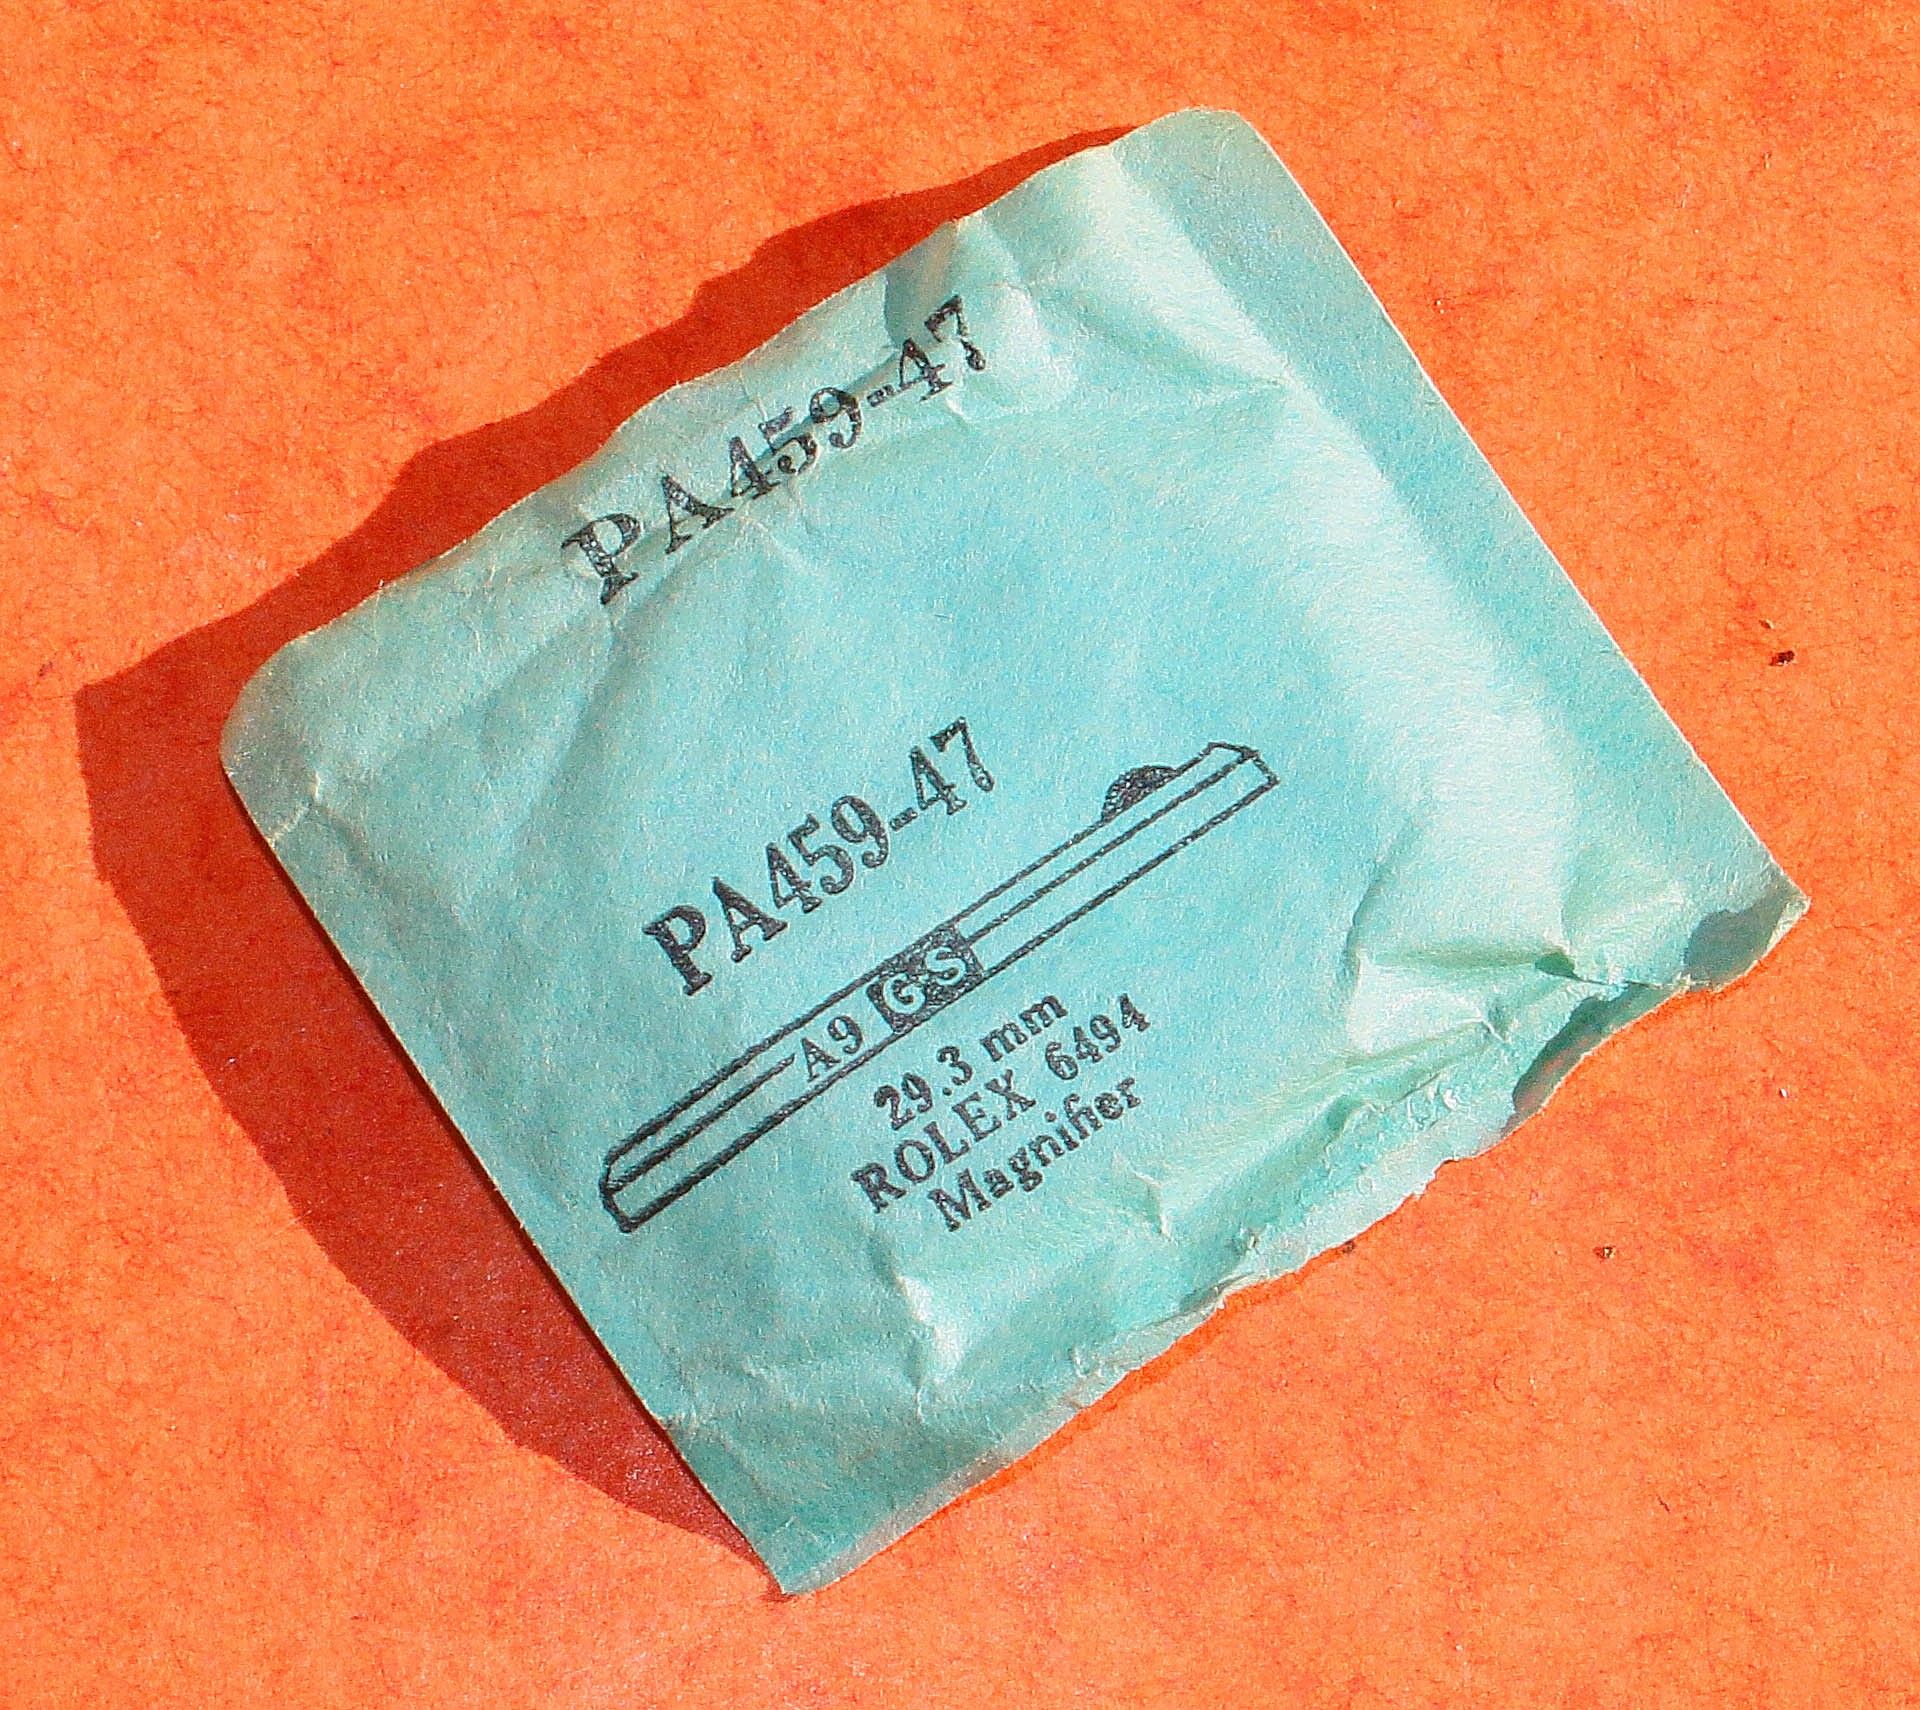 PA459-47
PA459-47
A9 GS
29.3 mm
ROLEX 6494
Magnifier